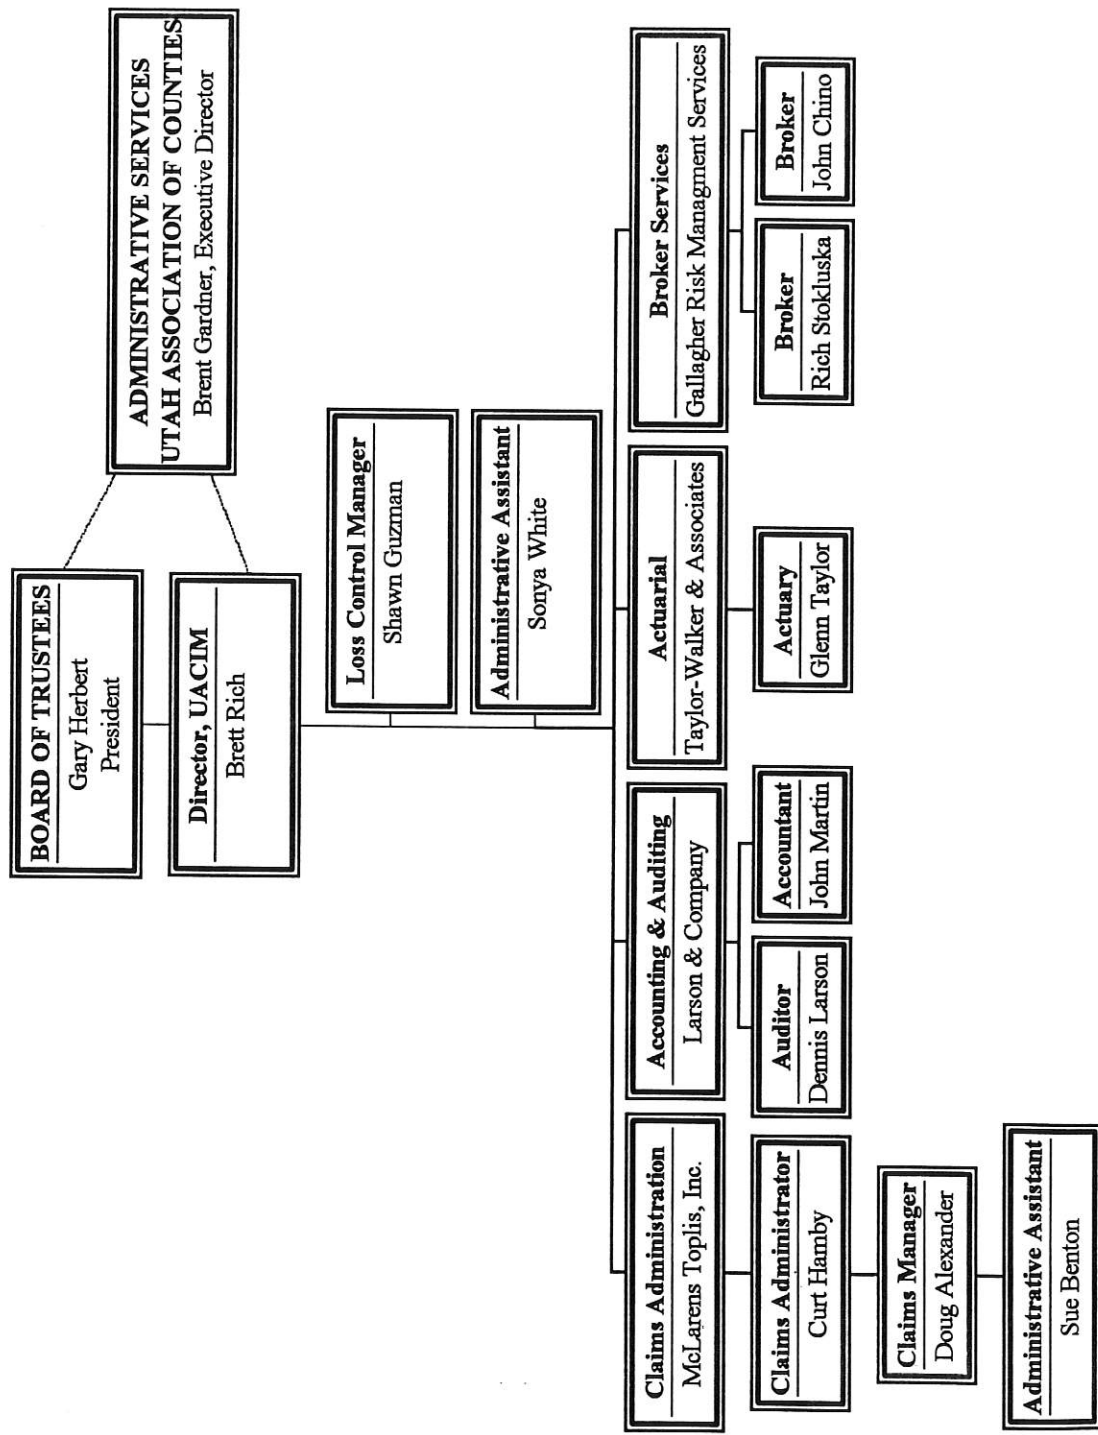 ADMINISTRATIVE SERVICES
UTAH ASSOCIATION OF COUNTIES
Brent Gardner, Executive Director
BOARD OF TRUSTEES
Gary Herbert
President
Director, UACIM
Brett Rich
Loss Control Manager
Shawn Guzman
Administrative Assistant
Sonya White
Claims Administration
McLarens Toplis, Inc.
Accounting & Auditing
Larson & Company
Actuarial
Taylor-Walker & Associates
Broker Services
Gallagher Risk Managment Services
Claims Administrator
Curt Hamby
Auditor
Dennis Larson
Accountant
John Martin
Actuary
Glenn Taylor
Broker
Rich Stokluska
Broker
John Chino
Claims Manager
Doug Alexander
Administrative Assistant
Sue Benton